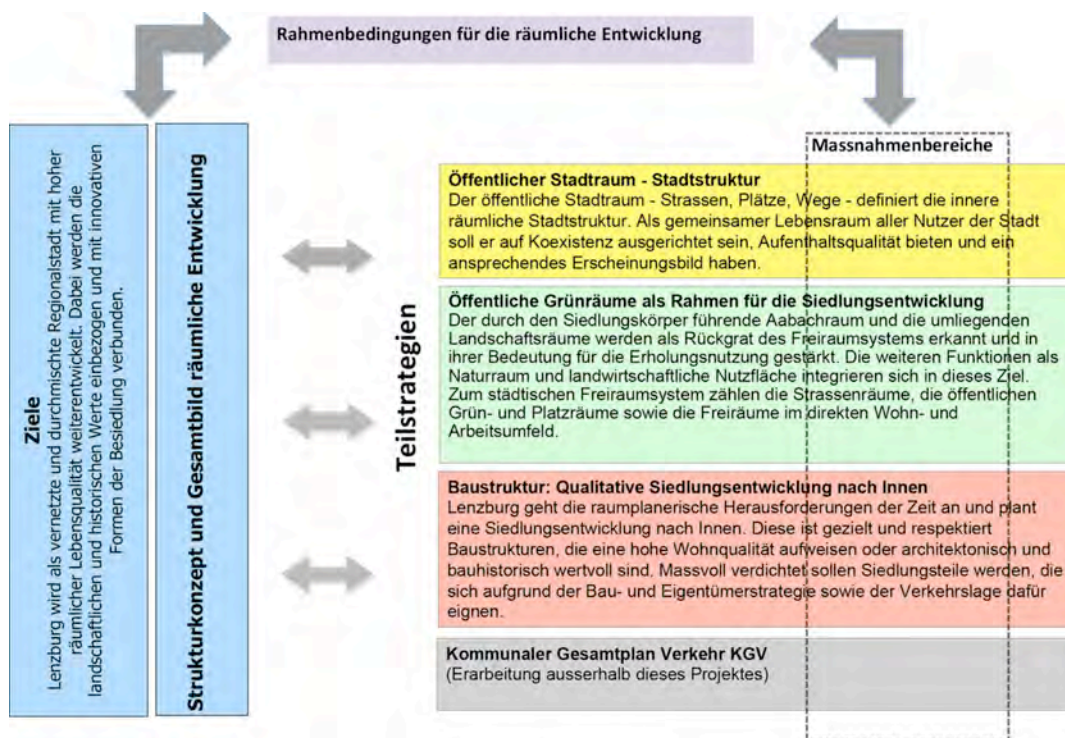 Rahmenbedingungen für die räumliche Entwicklung
Ziele
Lenzburg wird als vernetzte und durchmischte Regionalstadt mit hoher
räumlicher Lebensqualität weiterentwickelt. Dabei werden die
landschaftlichen und historischen Werte einbezogen und mit innovativen
Formen der Besiedlung verbunden.
Strukturkonzept und Gesamtbild räumliche Entwicklung
Teilstrategien
Massnahmenbereiche
Öffentlicher Stadtraum - Stadtstruktur
Der öffentliche Stadtraum - Strassen, Plätze, Wege - definiert die innere
räumliche Stadtstruktur. Als gemeinsamer Lebensraum aller Nutzer der Stadt
soll er auf Koexistenz ausgerichtet sein, Aufenthaltsqualität bieten und ein
ansprechendes Erscheinungsbild haben.
Öffentliche Grünräume als Rahmen für die Siedlungsentwicklung
Der durch den Siedlungskörper führende Aabachraum und die umliegenden
Landschaftsräume werden als Rückgrat des Freiraumsystems erkannt und in
ihrer Bedeutung für die Erholungsnutzung gestärkt. Die weiteren Funktionen als
Naturraum und landwirtschaftliche Nutzfläche integrieren sich in dieses Ziel.
Zum städtischen Freiraumsystem zählen die Strassenräume, die öffentlichen
Grün- und Platzräume sowie die Freiräume im direkten Wohn- und
Arbeitsumfeld.
Baustruktur: Qualitative Siedlungsentwicklung nach Innen
Lenzburg geht die raumplanerische Herausforderungen der Zeit an und plant
eine Siedlungsentwicklung nach Innen. Diese ist gezielt und respektiert
Baustrukturen, die eine hohe Wohnqualität aufweisen oder architektonisch und
bauhistorisch wertvoll sind. Massvoll verdichtet sollen Siedlungsteile werden, die
sich aufgrund der Bau- und Eigentümerstrategie sowie der Verkehrslage dafür
eignen.
Kommunaler Gesamtplan Verkehr KGV
(Erarbeitung ausserhalb dieses Projektes)